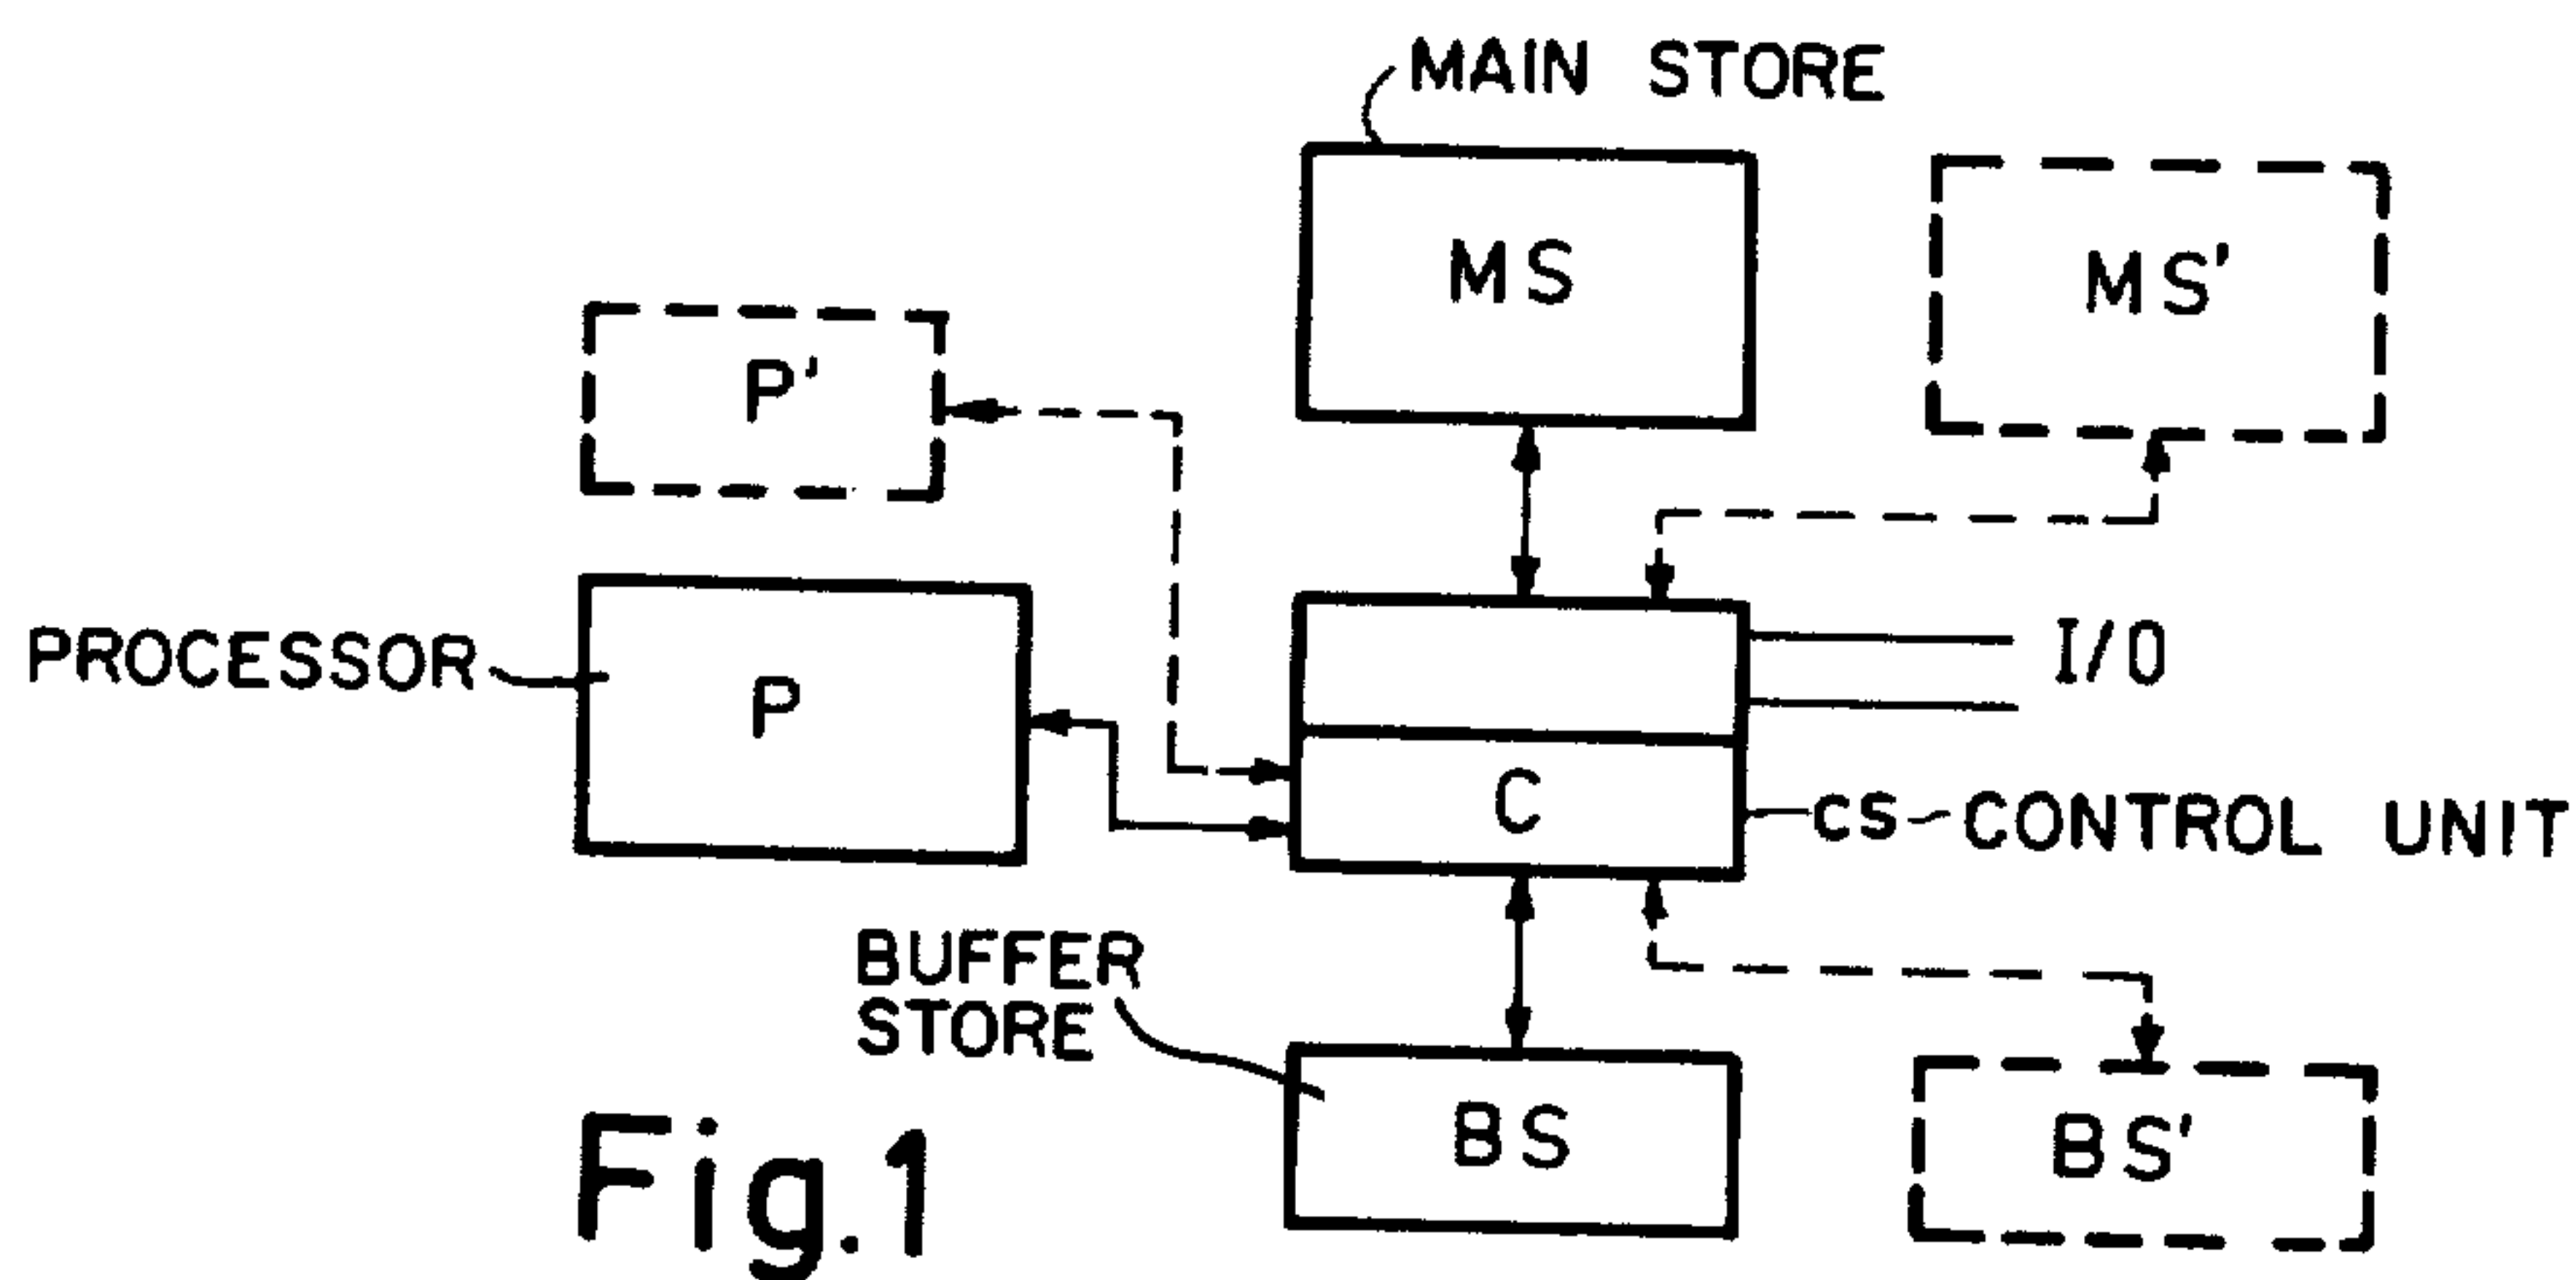 MAIN STORE
MS
MS'
P'
PROCESSOR
P
I/O
C
CS
CONTROL UNIT
BUFFER
STORE
BS
BS'
Fig.1